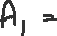 A₁ =